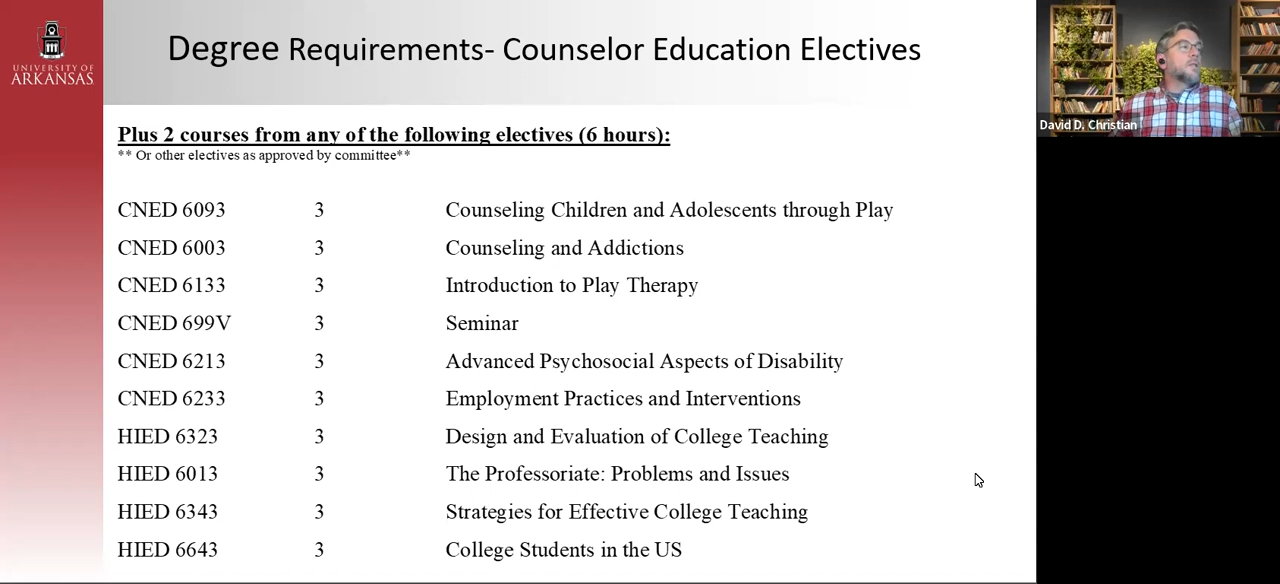 UNIVERSITY OF
ARKANSAS
Degree Requirements- Counselor Education Electives
David D. Christian
Plus 2 courses from any of the following electives (6 hours):
** Or other electives as approved by committee**
CNED 6093 3 Counseling Children and Adolescents through Play
CNED 6003 3 Counseling and Addictions
CNED 6133 3 Introduction to Play Therapy
CNED 699V 3 Seminar
CNED 6213 3 Advanced Psychosocial Aspects of Disability
CNED 6233 3 Employment Practices and Interventions
HIED 6323 3 Design and Evaluation of College Teaching
HIED 6013 3 The Professoriate: Problems and Issues
HIED 6343 3 Strategies for Effective College Teaching
HIED 6643 3 College Students in the US